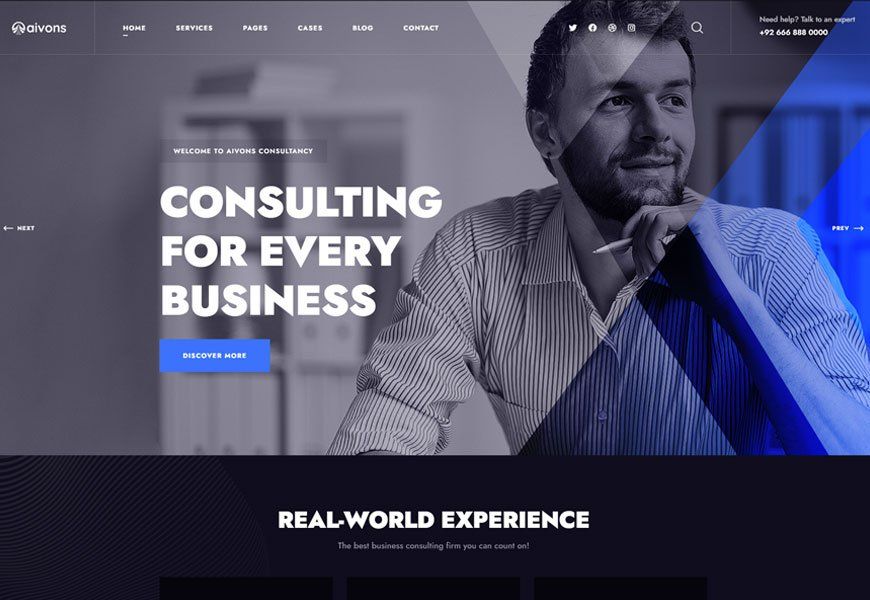 aivons
HOME SERVICES PAGES CASES BLOG CONTACT
Need help? Talk to an expert
+92 666 888 0000
WELCOME TO AIVONS CONSULTANCY
CONSULTING
FOR EVERY
BUSINESS
NEXT
PREV
DISCOVER MORE
REAL-WORLD EXPERIENCE
The best business consulting firm you can count on!